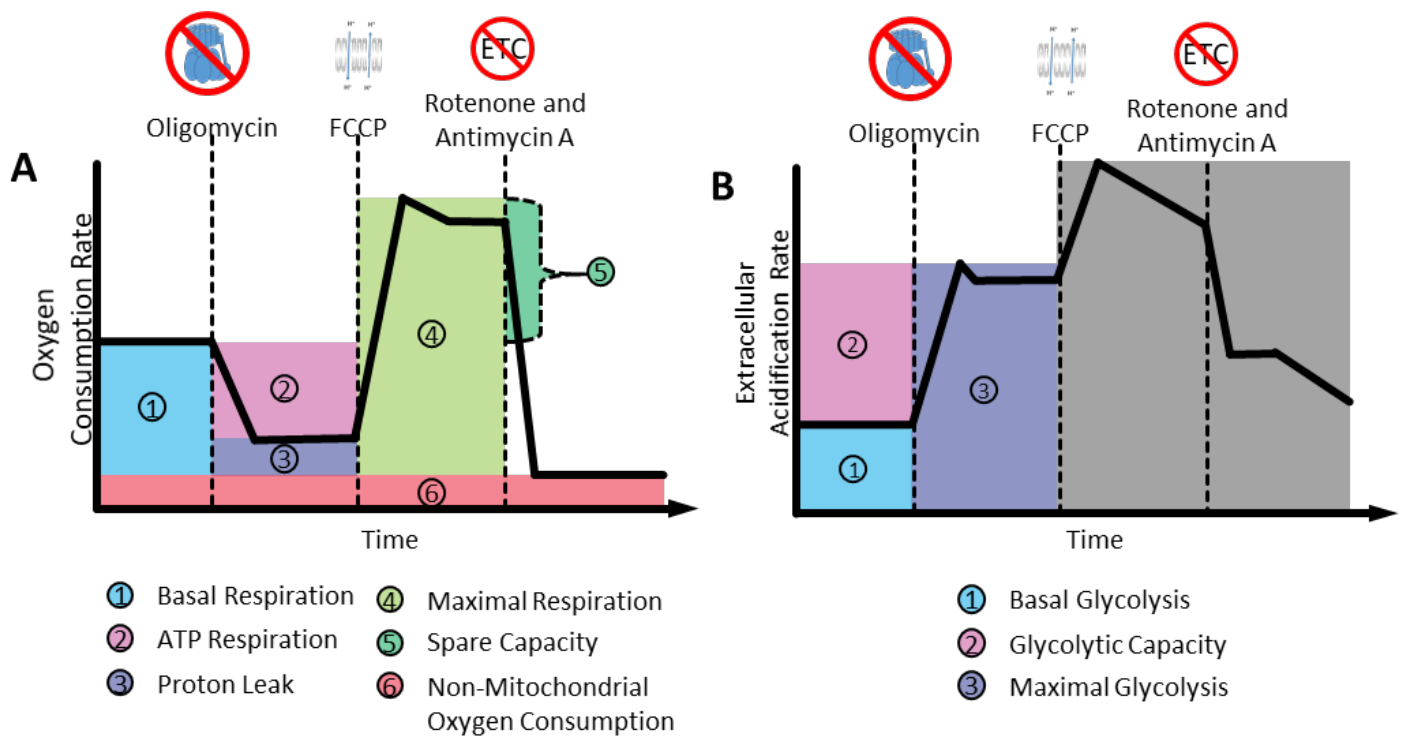 H⁺ H⁺
H⁺ H⁺
ETC
Oligomycin
FCCP
Rotenone and
Antimycin A
A
Oxygen
Consumption Rate
1
2
3
4
5
6
Time
1 Basal Respiration
2 ATP Respiration
3 Proton Leak
4 Maximal Respiration
5 Spare Capacity
6 Non-Mitochondrial
Oxygen Consumption
H⁺ H⁺
H⁺ H⁺
ETC
Oligomycin
FCCP
Rotenone and
Antimycin A
B
Extracellular
Acidification Rate
2
1
3
Time
1 Basal Glycolysis
2 Glycolytic Capacity
3 Maximal Glycolysis